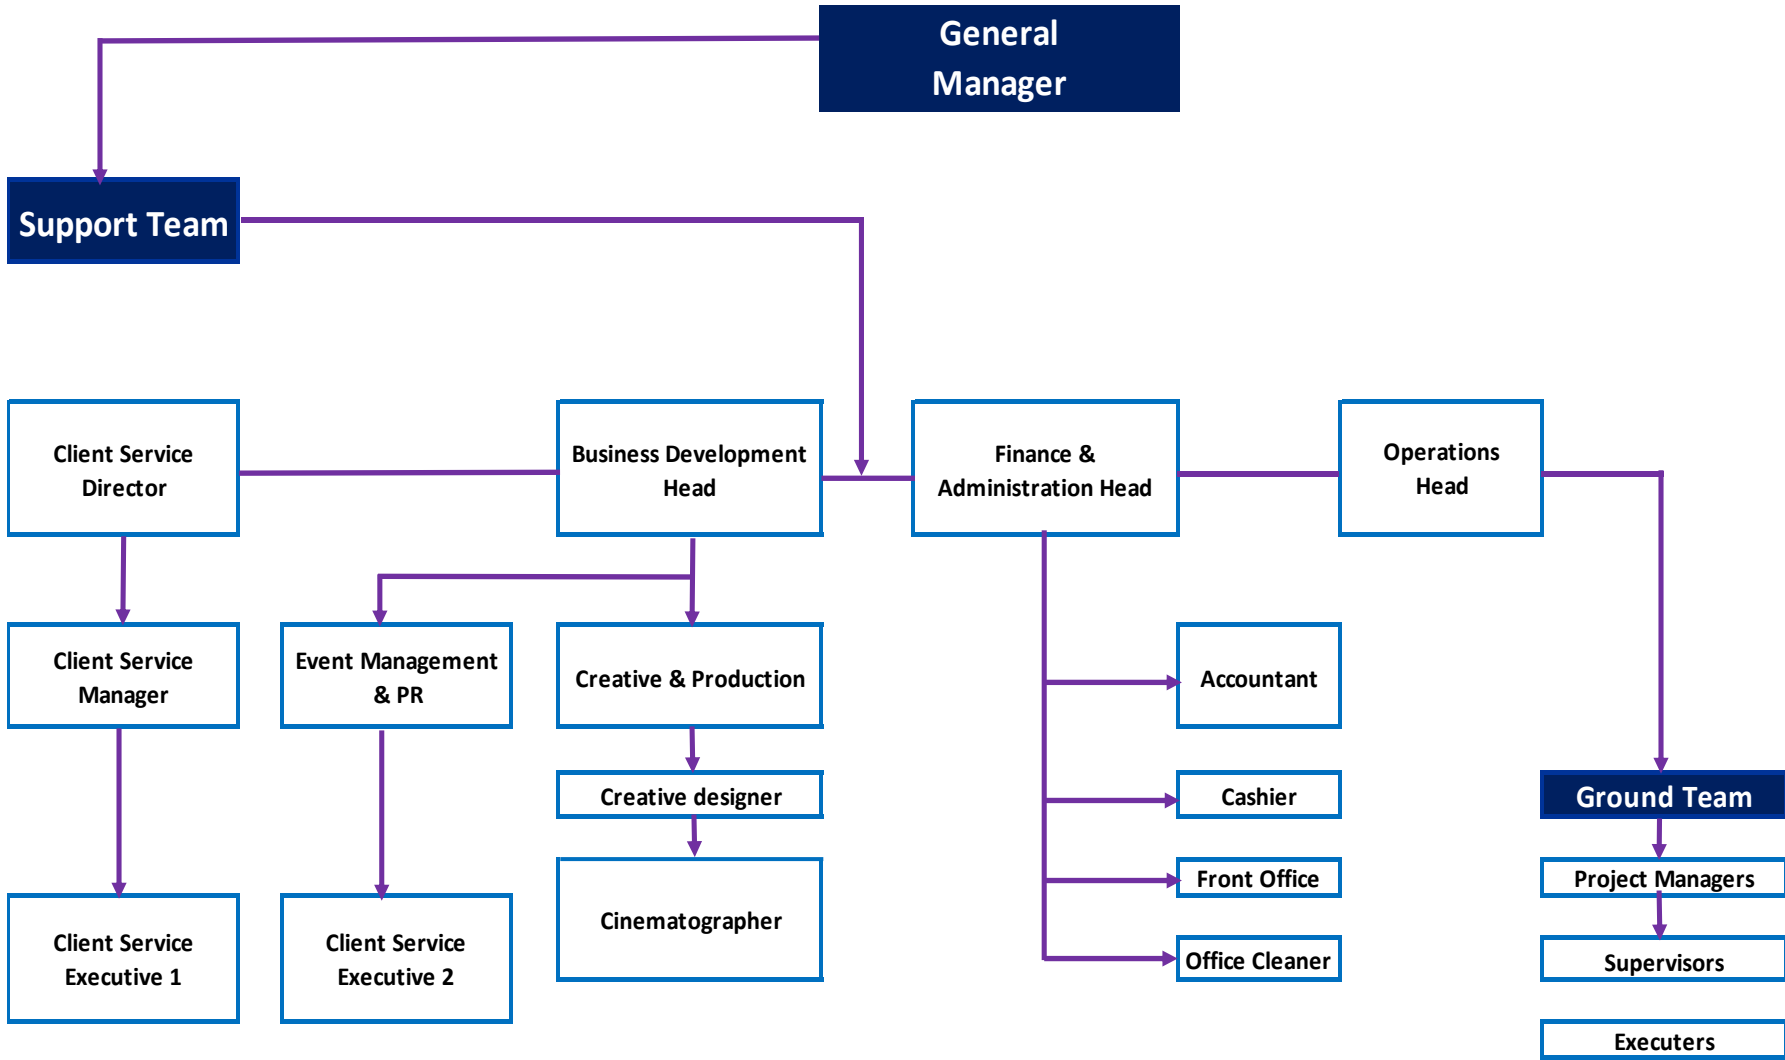 General
Manager
Support Team
Client Service
Director
Business Development
Head
Finance &
Administration Head
Operations
Head
Client Service
Manager
Event Management
& PR
Creative & Production
Accountant
Creative designer
Cashier
Ground Team
Front Office
Project Managers
Cinematographer
Client Service
Executive 1
Client Service
Executive 2
Office Cleaner
Supervisors
Executers